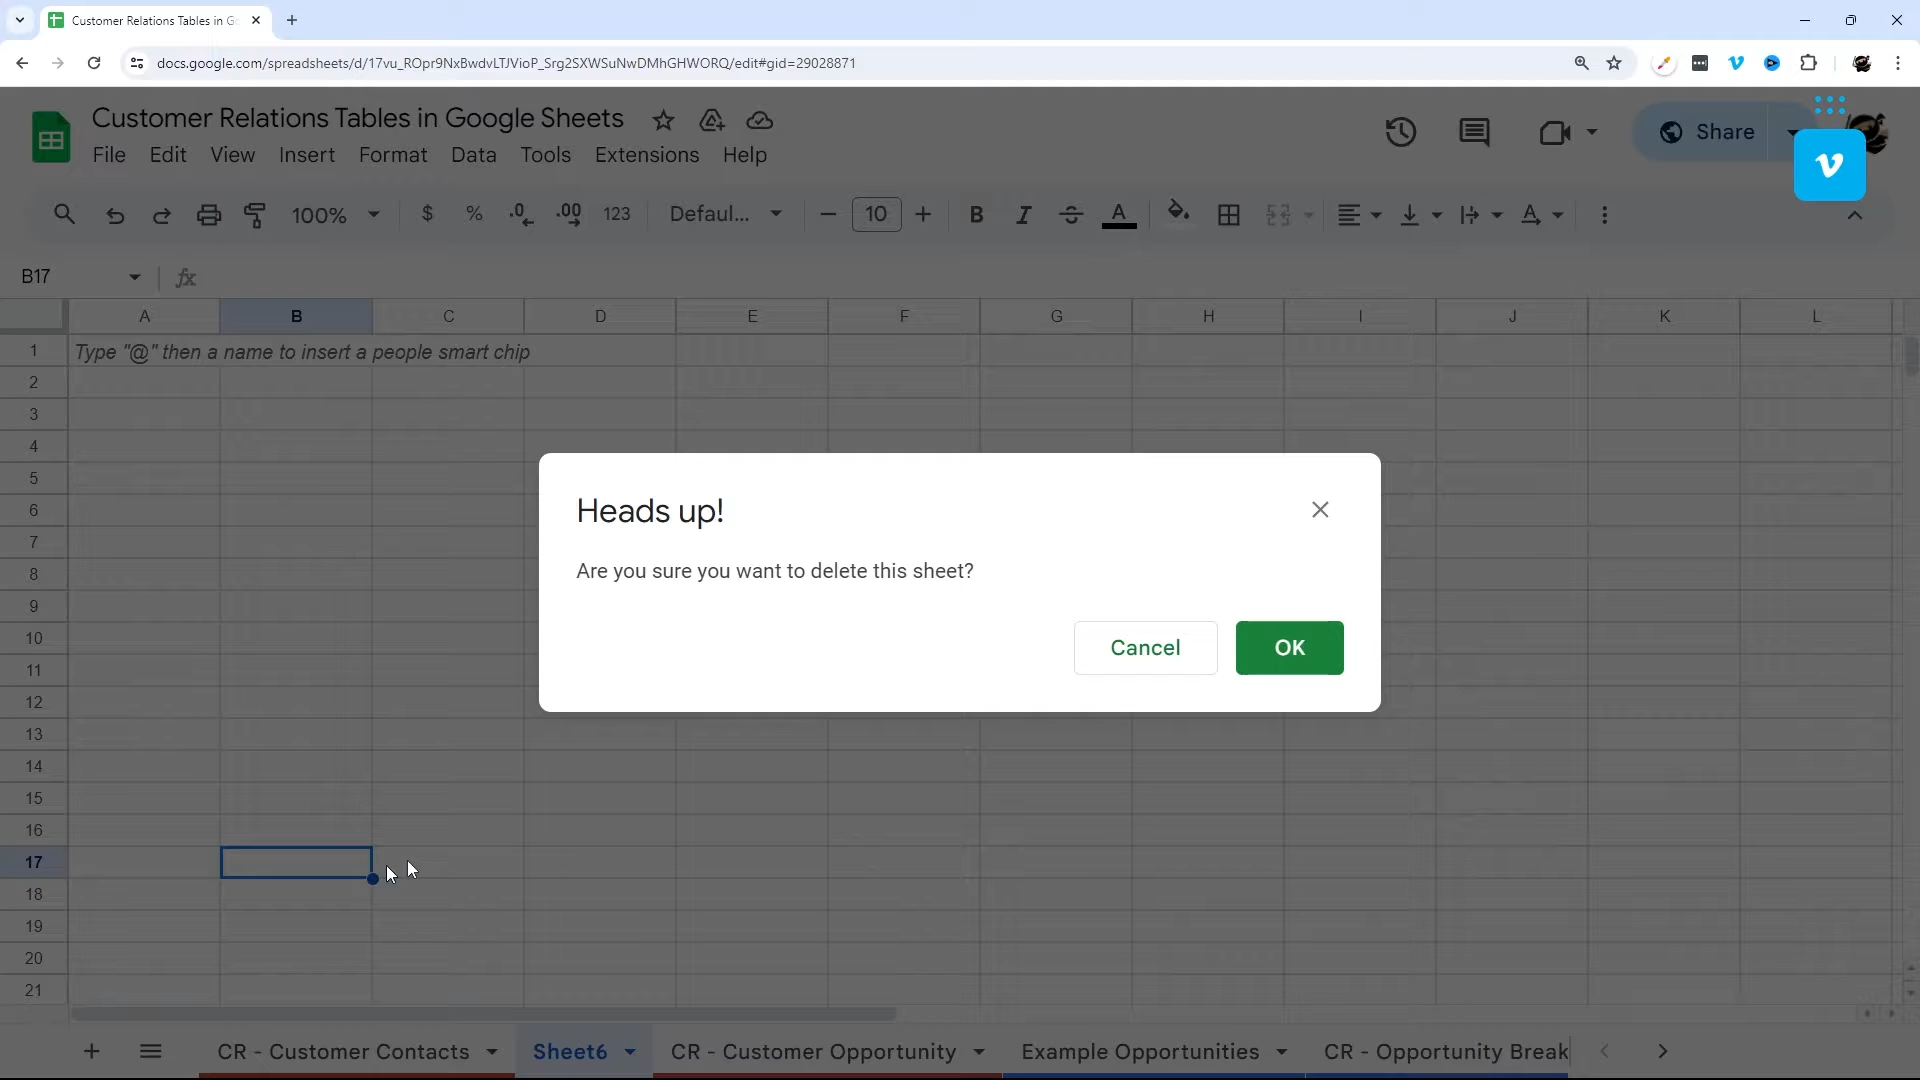 Customer Relations Tables in G
docs.google.com/spreadsheets/d/17vu_ROpr9NxBwdvLTJVioP_Srg2SXWSuNwDMhGHWORQ/edit#gid=29028871
Customer Relations Tables in Google Sheets
File Edit View Insert Format Data Tools Extensions Help
Share
100% $ % .0 .00 123 Defaul... 10 B I S A
B17 fx
A B C D E F G H I J K L
1 Type "@" then a name to insert a people smart chip
2
3
4
5
6
7
8
9
10
11
12
13
14
15
16
17
18
19
20
21
Heads up!
Are you sure you want to delete this sheet?
Cancel OK
CR - Customer Contacts Sheet6 CR - Customer Opportunity Example Opportunities CR - Opportunity Break